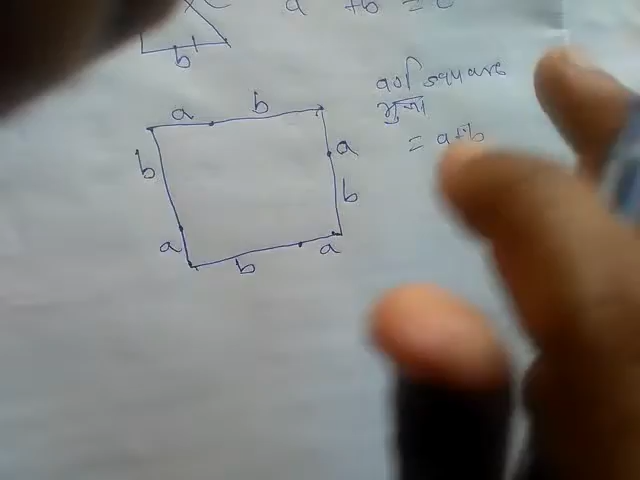 a + b = c
b
a b
a of square
भुजा
= a+b
b
a
b
a
b a